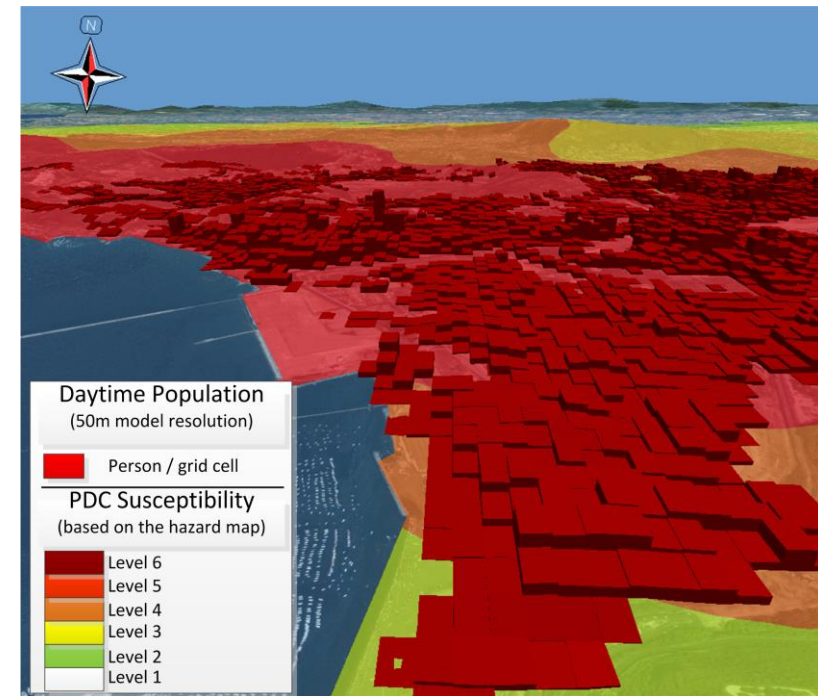 N
Daytime Population
(50m model resolution)
Person / grid cell
PDC Susceptibility
(based on the hazard map)
Level 6
Level 5
Level 4
Level 3
Level 2
Level 1